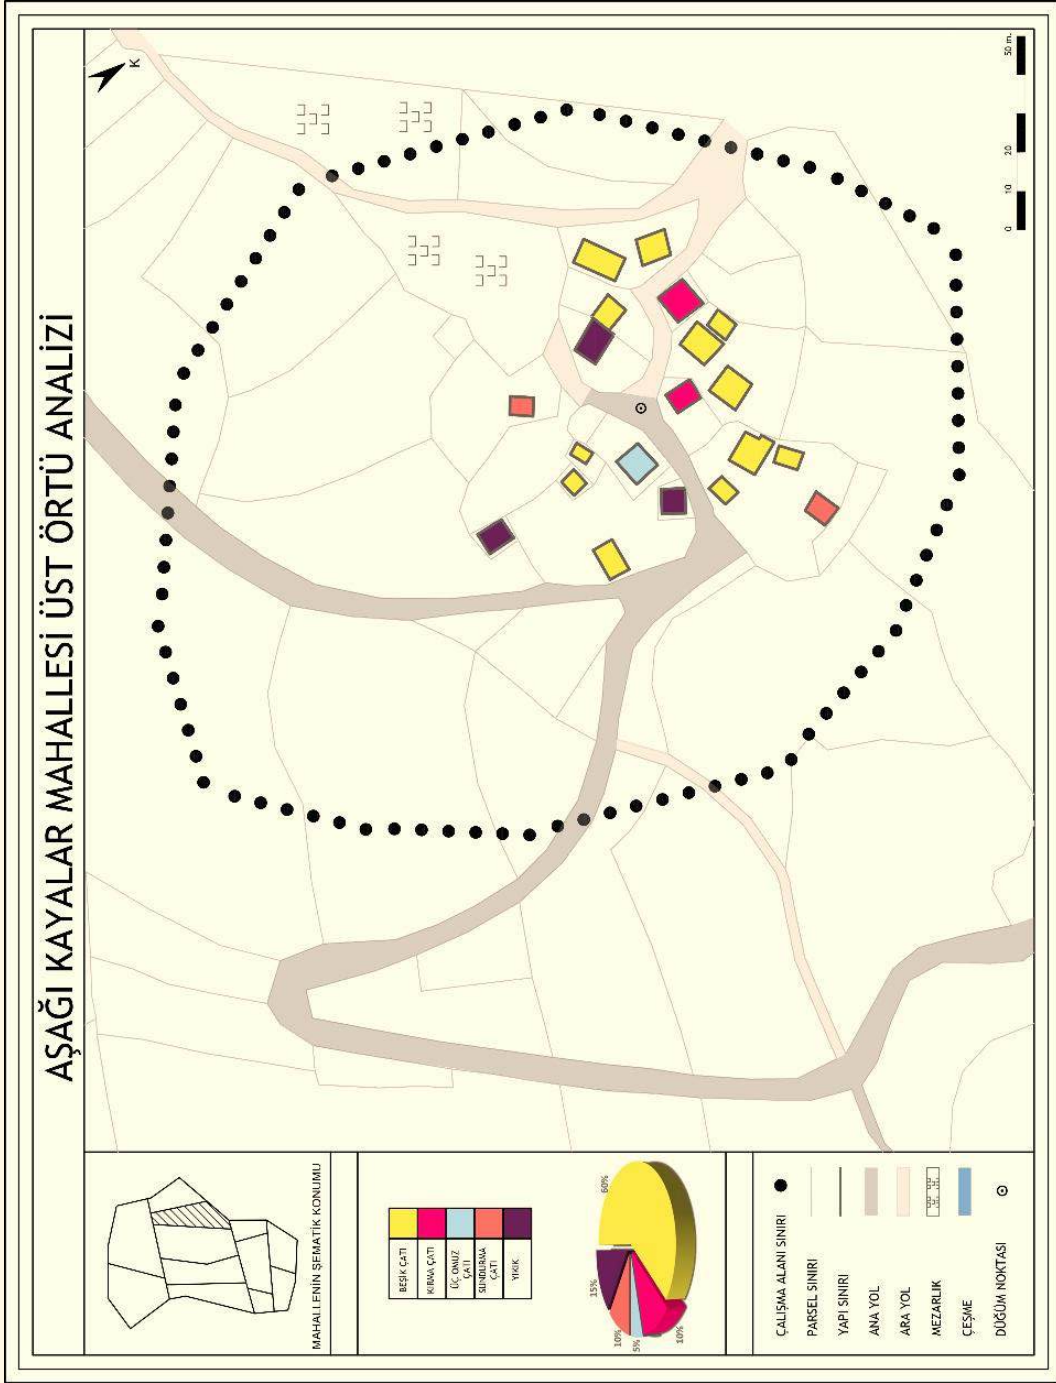 AŞAĞI KAYALAR MAHALLESİ ÜST ÖRTÜ ANALİZİ
K
0 10 20 50 m.
MAHALLENİN ŞEMATİK KONUMU
BEŞİK ÇATI
KIRMA ÇATI
ÜÇ OMUZ
ÇATI
SUNDURMA
ÇATI
YIKIK
60%
15%
10%
5%
10%
ÇALIŞMA ALANI SINIRI
PARSEL SINIRI
YAPI SINIRI
ANA YOL
ARA YOL
MEZARLIK
ÇEŞME
DÜĞÜM NOKTASI